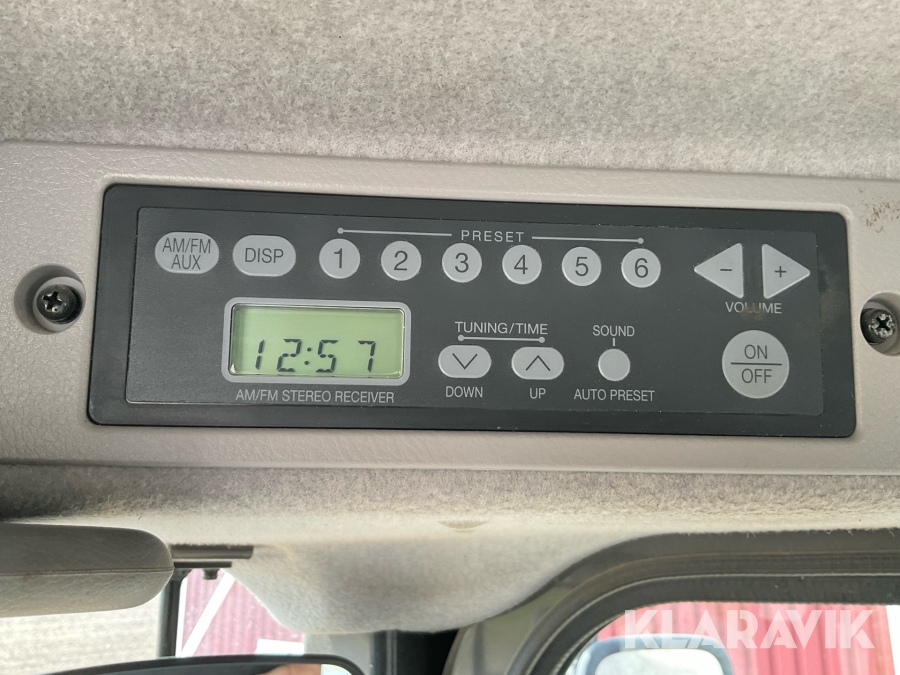 PRESET
AM/FM
AUX
DISP
1 2 3 4 5 6
- +
VOLUME
12:57
TUNING/TIME
SOUND
DOWN
UP
AUTO PRESET
ON
OFF
AM/FM STEREO RECEIVER
KLARAVIK